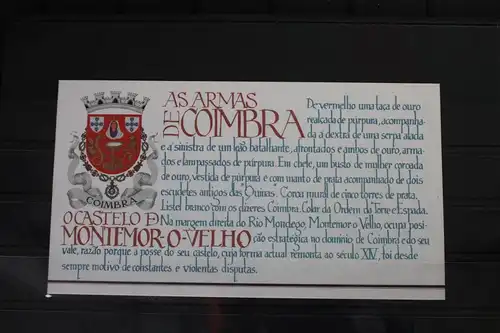 AS ARMAS
DE COIMBRA
De vermelho uma taça de ouro
realçada de púrpura, acompanha-
da à dextra de uma serpa alada
e à sinistra de um leão batalhante, afrontados e ambos de ouro, arma-
dos e lampassados de púrpura. Em chefe, um busto de mulher coroada
de ouro, vestida de púrpura e com manto de prata acompanhado de dois
escudetes antigos das "Quinas". Coroa mural de cinco torres de prata.
Listel branco com os dizeres Coimbra. Colar da Ordem da Torre e Espada.
COIMBRA
O CASTELO DE
MONTEMOR-O-VELHO
Na margem direita do Rio Mondego, Montemor o Velho, ocupa posi-
ção estratégica no domínio de Coimbra e do seu
vale, razão porque a posse do seu castelo, cuja forma actual remonta ao século XIV, foi desde
sempre motivo de constantes e violentas disputas.